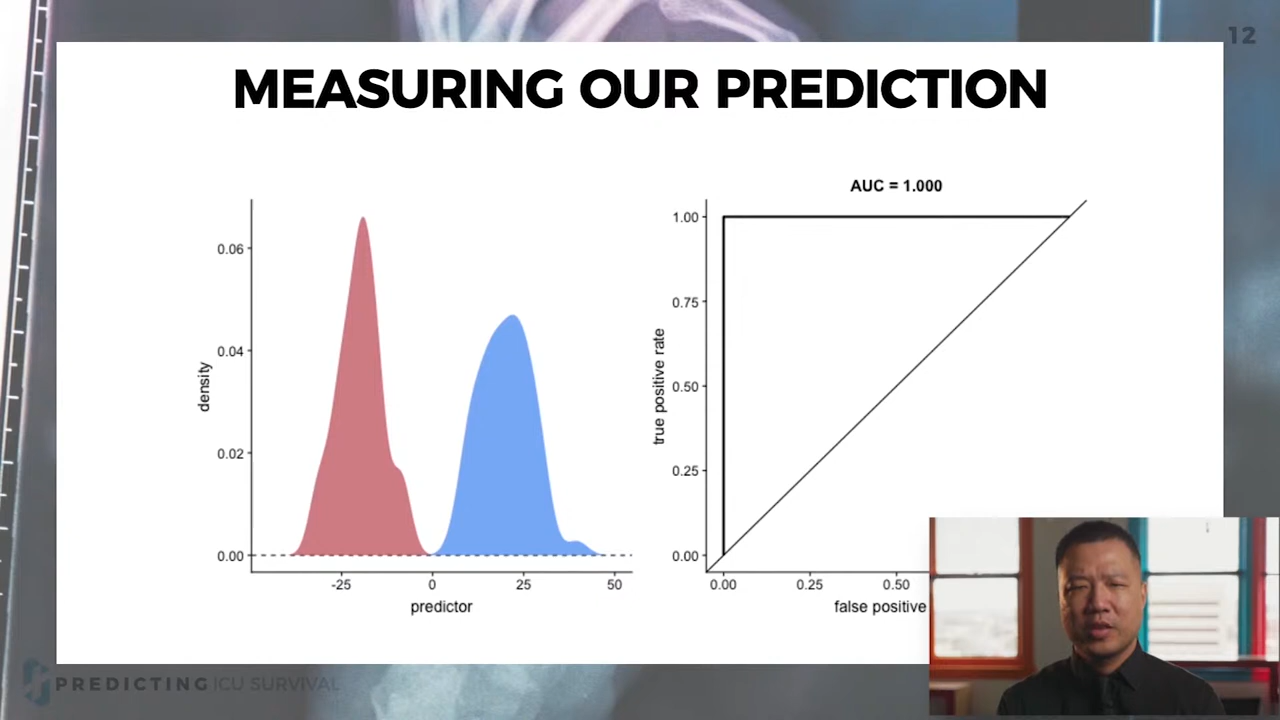 12
MEASURING OUR PREDICTION
0.06
0.04
0.02
0.00
density
-25 0 25 50
predictor
AUC = 1.000
1.00
0.75
0.50
0.25
0.00
true positive rate
0.00 0.25 0.50
false positive
PREDICTING ICU SURVIVAL